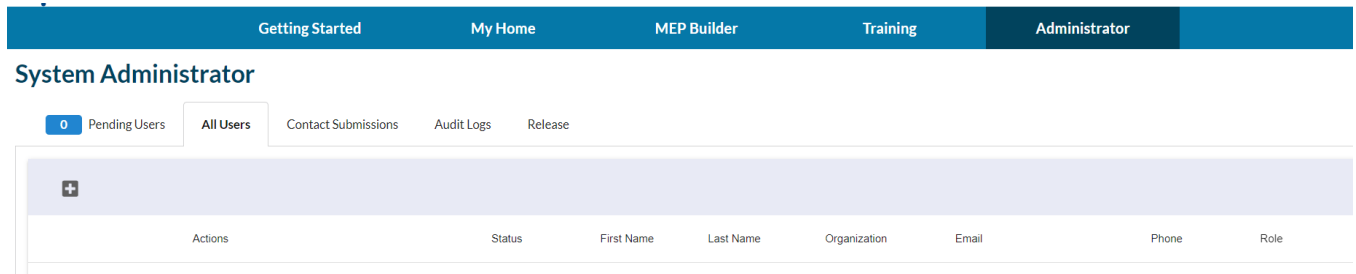 Getting Started My Home MEP Builder Training Administrator
System Administrator
0 Pending Users All Users Contact Submissions Audit Logs Release
Actions Status First Name Last Name Organization Email Phone Role